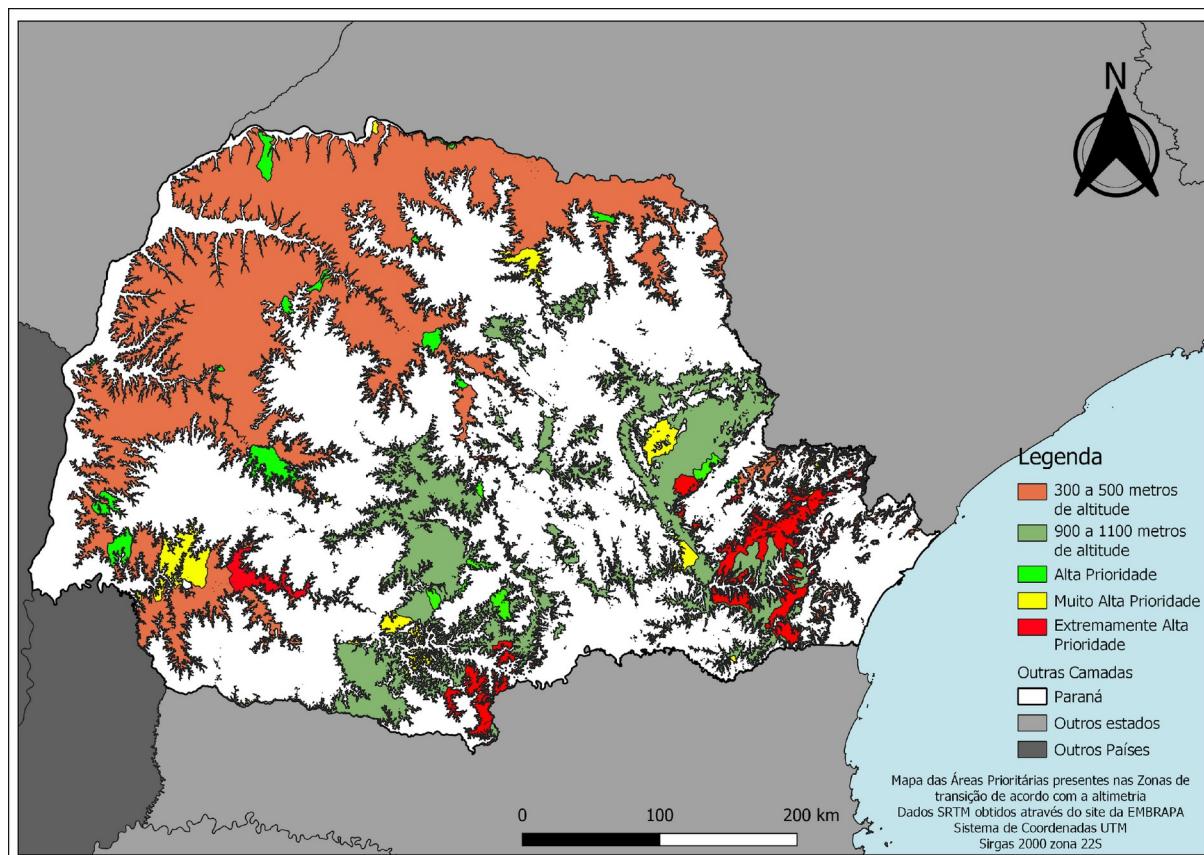 N
Legenda
300 a 500 metros
de altitude
900 a 1100 metros
de altitude
Alta Prioridade
Muito Alta Prioridade
Extremamente Alta
Prioridade
Outras Camadas
Paraná
Outros estados
Outros Países
Mapa das Áreas Prioritárias presentes nas Zonas de
transição de acordo com a altimetria
Dados SRTM obtidos através do site da EMBRAPA
Sistema de Coordenadas UTM
Sirgas 2000 zona 22S
0 100 200 km